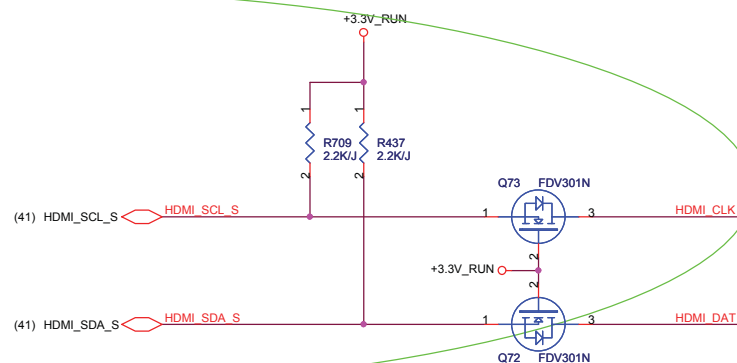 +3.3V_RUN
1
1
R709
2.2K/J
R437
2.2K/J
2
2
Q73
FDV301N
(41)
HDMI_SCL_S
HDMI_SCL_S
1
3
HDMI_CLK
2
+3.3V_RUN
2
(41)
HDMI_SDA_S
HDMI_SDA_S
1
3
HDMI_DAT
Q72
FDV301N